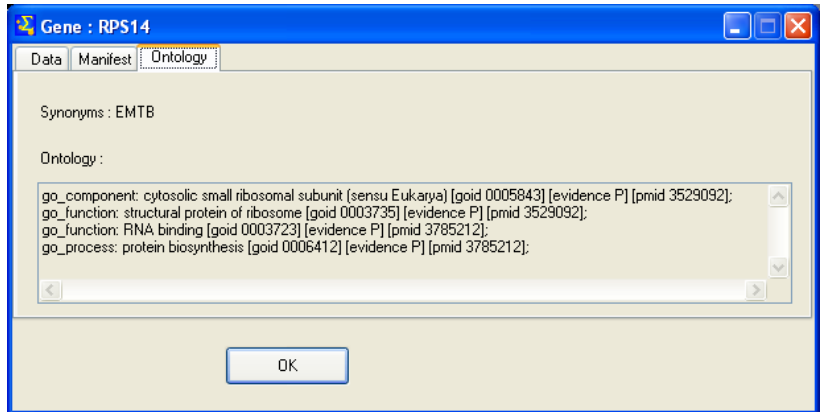 Gene : RPS14
Data Manifest Ontology
Synonyms : EMTB
Ontology :
go_component: cytosolic small ribosomal subunit (sensu Eukarya) [goid 0005843] [evidence P] [pmid 3529092];
go_function: structural protein of ribosome [goid 0003735] [evidence P] [pmid 3529092];
go_function: RNA binding [goid 0003723] [evidence P] [pmid 3785212];
go_process: protein biosynthesis [goid 0006412] [evidence P] [pmid 3785212];
OK